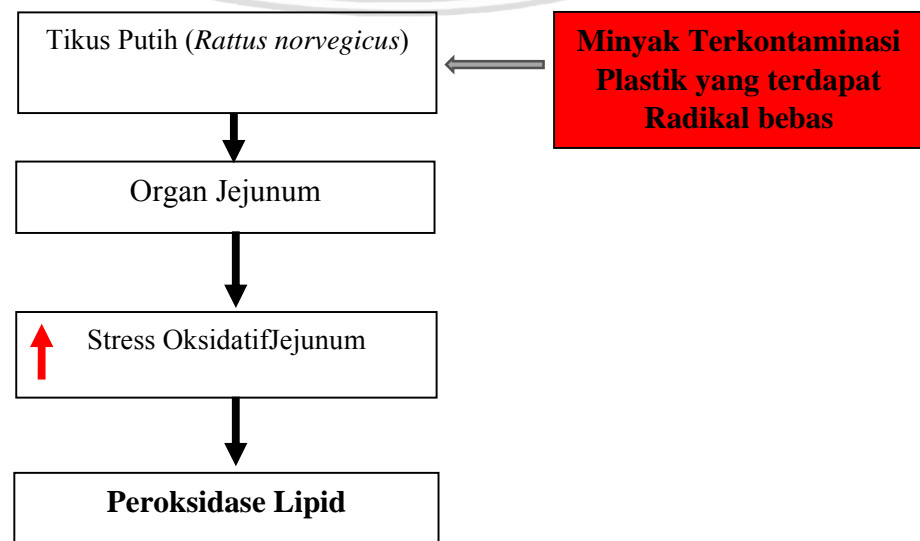 Tikus Putih (Rattus norvegicus)
Minyak Terkontaminasi
Plastik yang terdapat
Radikal bebas
Organ Jejunum
Stress OksidatifJejunum
Peroksidase Lipid